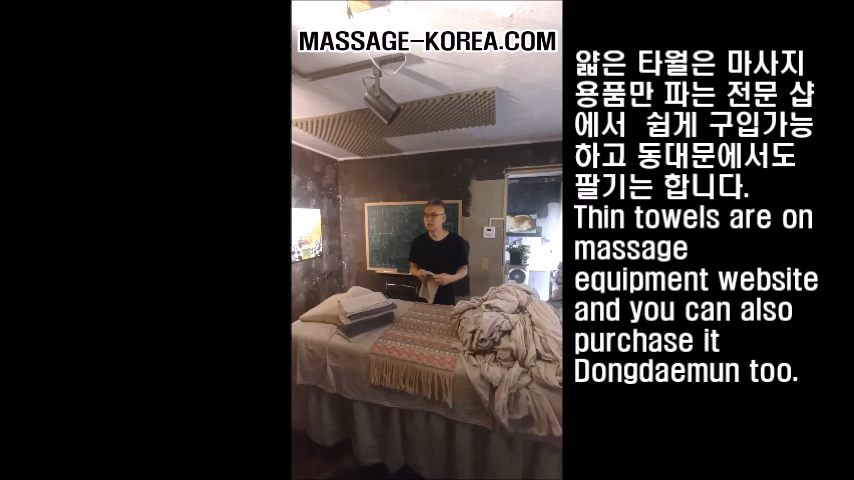 MASSAGE-KOREA.COM
얇은 타월은 마사지
용품만 파는 전문 샵
에서  쉽게 구입가능
하고 동대문에서도
팔기는 합니다.
Thin towels are on
massage
equipment website
and you can also
purchase it
Dongdaemun too.